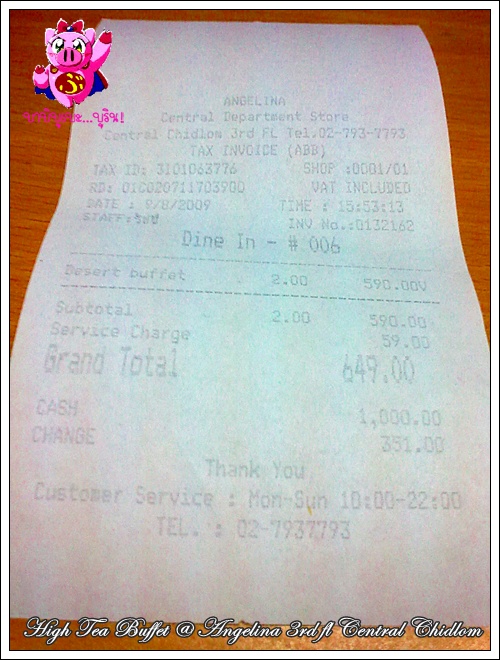 ANGELINA
Central Department Store
Central Chidlom 3rd FL Tel.02-793-7793
TAX INVOICE (ABB)
TAX ID: 3101063776 SHOP :0001/01
RD: 01C020711703900 VAT INCLUDED
DATE : 9/8/2009 TIME : 15:53:13
STAFF: INV No.:0132162
Dine In - # 006
Desert buffet 2.00 590.00V
Subtotal 2.00 590.00
Service Charge 59.00
Grand Total 649.00
CASH 1,000.00
CHANGE 351.00
Thank You
Customer Service : Mon-Sun 10:00-22:00
TEL. : 02-7937793
High Tea Buffet @ Angelina 3rd fl Central Chidlom